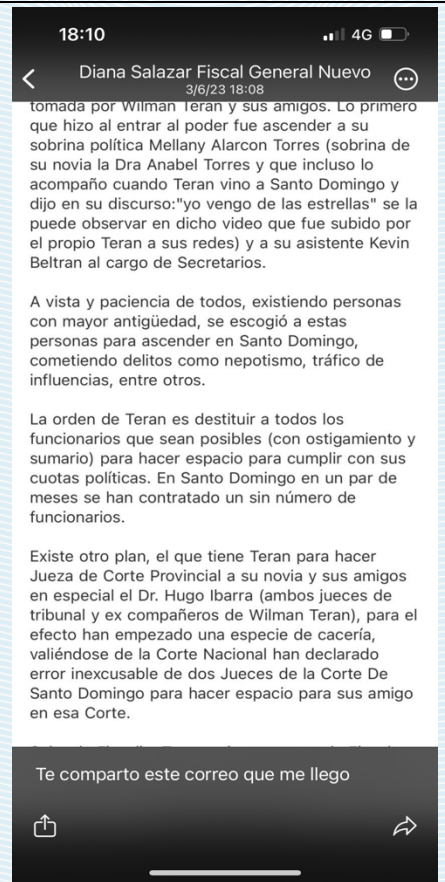 18:10
4G
Diana Salazar Fiscal General Nuevo
3/6/23 18:08
tomada por Wilman Terán y sus amigos. Lo primero
que hizo al entrar al poder fue ascender a su
sobrina política Mellany Alarcon Torres (sobrina de
su novia la Dra Anabel Torres y que incluso lo
acompaño cuando Teran vino a Santo Domingo y
dijo en su discurso:"yo vengo de las estrellas" se la
puede observar en dicho video que fue subido por
el propio Teran a sus redes) y a su asistente Kevin
Beltran al cargo de Secretarios.
A vista y paciencia de todos, existiendo personas
con mayor antigüedad, se escogió a estas
personas para ascender en Santo Domingo,
cometiendo delitos como nepotismo, tráfico de
influencias, entre otros.
La orden de Teran es destituir a todos los
funcionarios que sean posibles (con ostigamiento y
sumario) para hacer espacio para cumplir con sus
cuotas políticas. En Santo Domingo en un par de
meses se han contratado un sin número de
funcionarios.
Existe otro plan, el que tiene Teran para hacer
Jueza de Corte Provincial a su novia y sus amigos
en especial el Dr. Hugo Ibarra (ambos jueces de
tribunal y ex compañeros de Wilman Teran), para el
efecto han empezado una especie de cacería,
valiéndose de la Corte Nacional han declarado
error inexcusable de dos Jueces de la Corte De
Santo Domingo para hacer espacio para sus amigo
en esa Corte.
Te comparto este correo que me llego